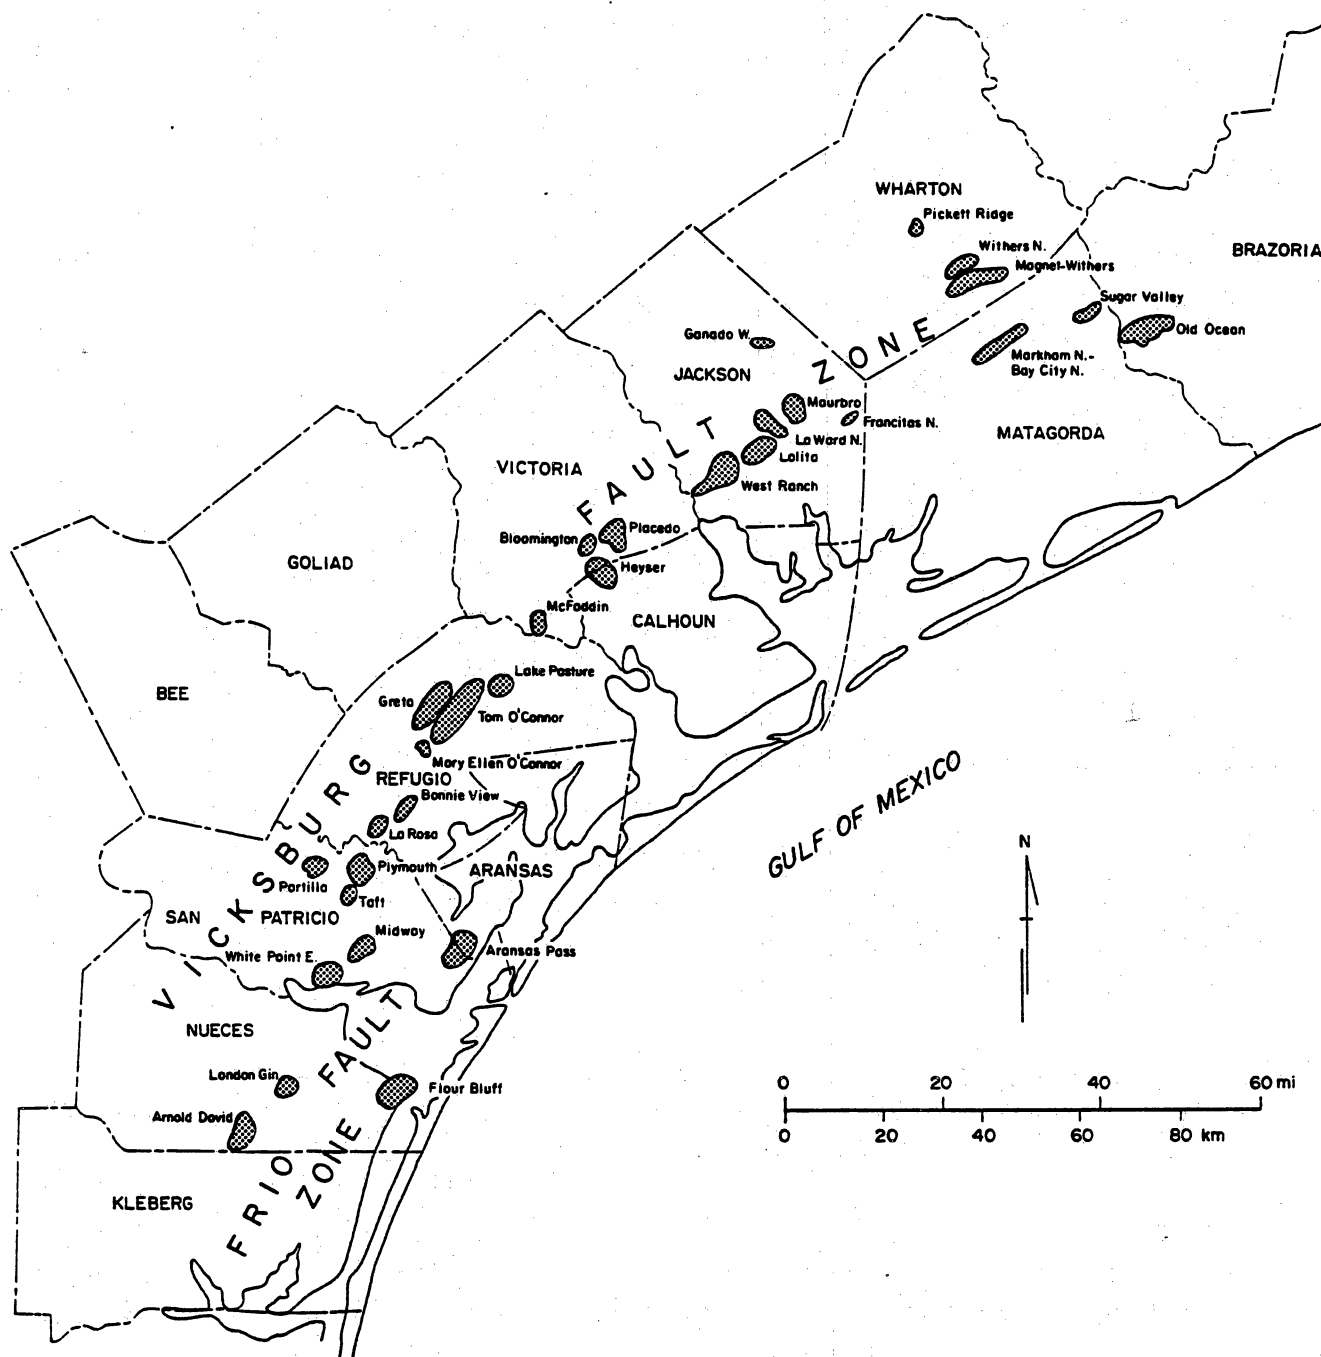 WHARTON
Pickett Ridge
Withers N.
Magnet-Withers
BRAZORIA
Sugar Valley
Old Ocean
Markham N.-
Bay City N.
MATAGORDA
Ganado W.
JACKSON
Maurbro
Francitas N.
La Ward N.
Lolita
West Ranch
VICTORIA
Placedo
Bloomington
Heyser
McFaddin
CALHOUN
GOLIAD
BEE
Lake Pasture
Greta
Tom O'Connor
Mary Ellen O'Connor
REFUGIO
Bonnie View
La Rosa
Plymouth
ARANSAS
Portilla
Taft
SAN PATRICIO
Midway
White Point E.
Aransas Pass
VICKSBURG FAULT ZONE
NUECES
London Gin
Flour Bluff
Arnold David
KLEBERG
FRIO FAULT
ZONE
GULF OF MEXICO
N
0 20 40 60 mi
0 20 40 60 80 km